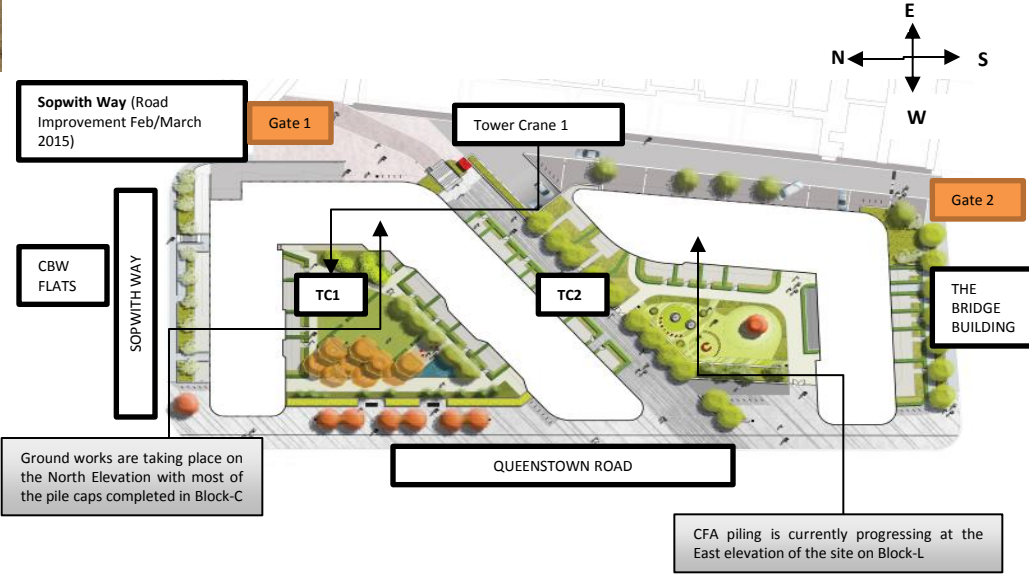 E
N
S
W
Sopwith Way (Road
Improvement Feb/March
2015)
Gate 1
Tower Crane 1
Gate 2
CBW
FLATS
SOPWITH WAY
TC1
TC2
THE
BRIDGE
BUILDING
Ground works are taking place on
the North Elevation with most of
the pile caps completed in Block-C
QUEENSTOWN ROAD
CFA piling is currently progressing at the
East elevation of the site on Block-L